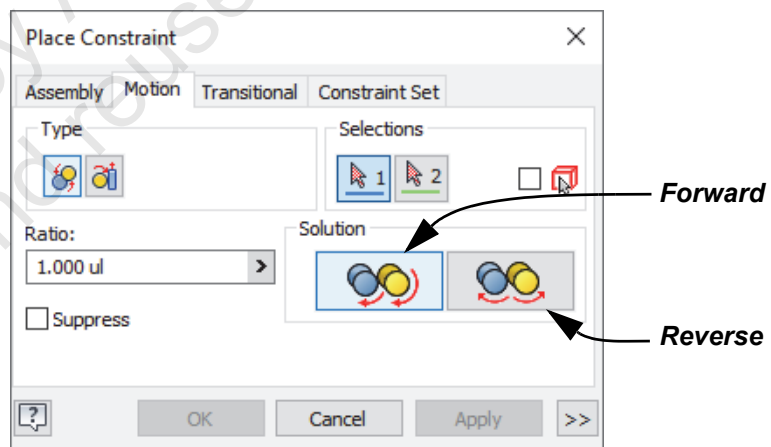 Place Constraint
Assembly Motion Transitional Constraint Set
Type
Selections
1 2
Forward
Ratio:
Solution
1.000 ul
Suppress
Reverse
OK Cancel Apply >>